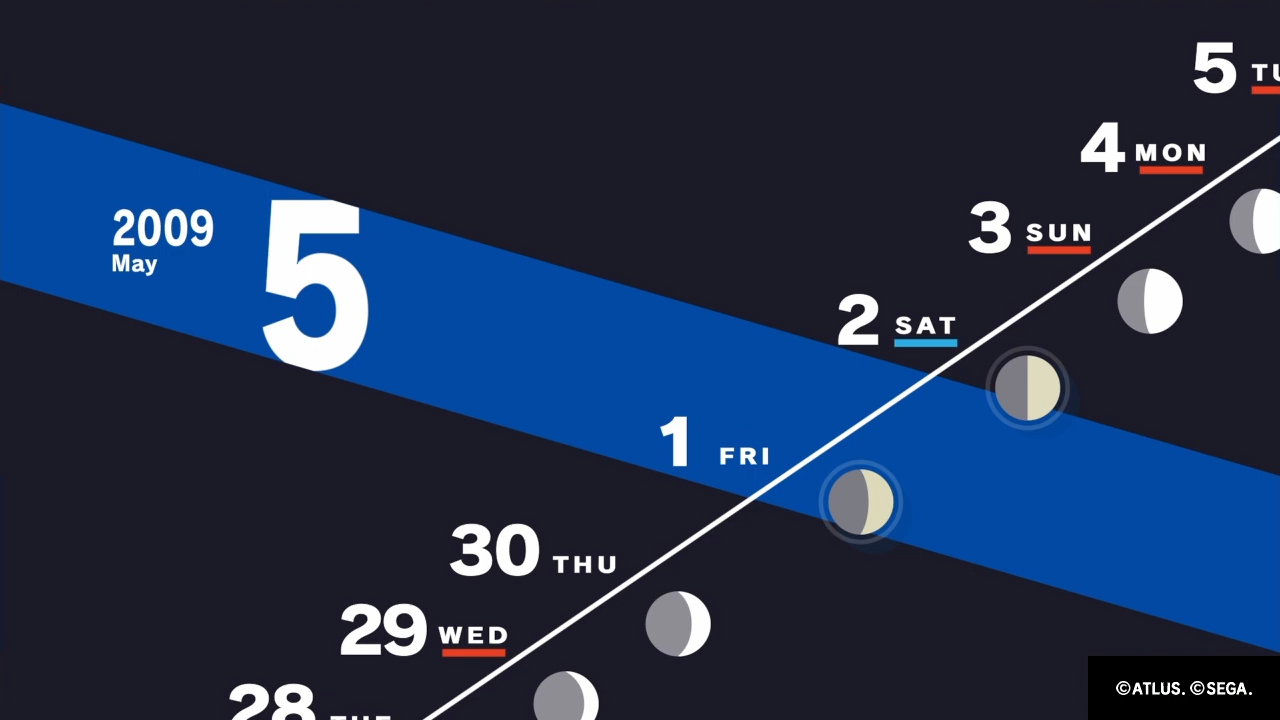 5
4 MON
3 SUN
2 SAT
2009
May
5
1 FRI
30 THU
29 WED
28 TUE
©ATLUS. ©SEGA.